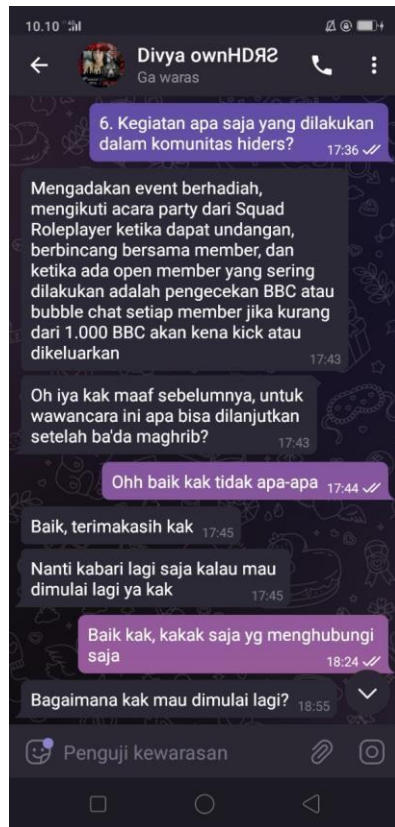 10.10
Divya ownHDЯƧ
Ga waras
6. Kegiatan apa saja yang dilakukan
dalam komunitas hiders?
17:36
Mengadakan event berhadiah,
mengikuti acara party dari Squad
Roleplayer ketika dapat undangan,
berbincang bersama member, dan
ketika ada open member yang sering
dilakukan adalah pengecekan BBC atau
bubble chat setiap member jika kurang
dari 1.000 BBC akan kena kick atau
dikeluarkan
17:43
Oh iya kak maaf sebelumnya, untuk
wawancara ini apa bisa dilanjutkan
setelah ba'da maghrib?
17:43
Ohh baik kak tidak apa-apa 17:44
Baik, terimakasih kak 17:45
Nanti kabari lagi saja kalau mau
dimulai lagi ya kak
17:45
Baik kak, kakak saja yg menghubungi
saja
18:24
Bagaimana kak mau dimulai lagi? 18:55
Penguji kewarasan